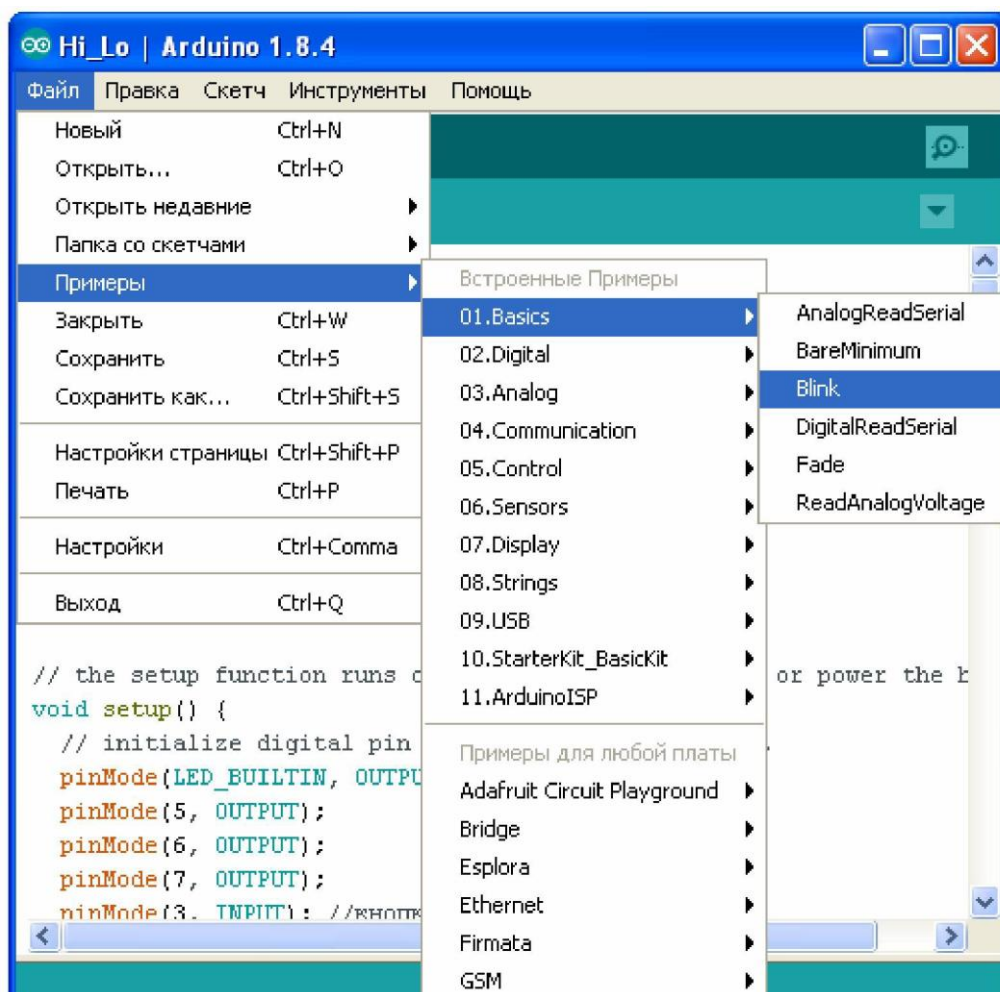 Hi_Lo | Arduino 1.8.4
Файл Правка Скетч Инструменты Помощь
Новый Ctrl+N
Открыть... Ctrl+O
Открыть недавние
Папка со скетчами
Примеры
Закрыть Ctrl+W
Сохранить Ctrl+S
Сохранить как... Ctrl+Shift+S
Настройки страницы Ctrl+Shift+P
Печать Ctrl+P
Настройки Ctrl+Comma
Выход Ctrl+Q
Встроенные Примеры
01.Basics
02.Digital
03.Analog
04.Communication
05.Control
06.Sensors
07.Display
08.Strings
09.USB
10.StarterKit_BasicKit
11.ArduinoISP
Примеры для любой платы
Adafruit Circuit Playground
Bridge
Esplora
Ethernet
Firmata
GSM
AnalogReadSerial
BareMinimum
Blink
DigitalReadSerial
Fade
ReadAnalogVoltage
// the setup function runs or power the
void setup() {
// initialize digital pin
pinMode(LED_BUILTIN, OUTPU
pinMode(5, OUTPUT);
pinMode(6, OUTPUT);
pinMode(7, OUTPUT);
pinMode(3, INPUT); //кнопк